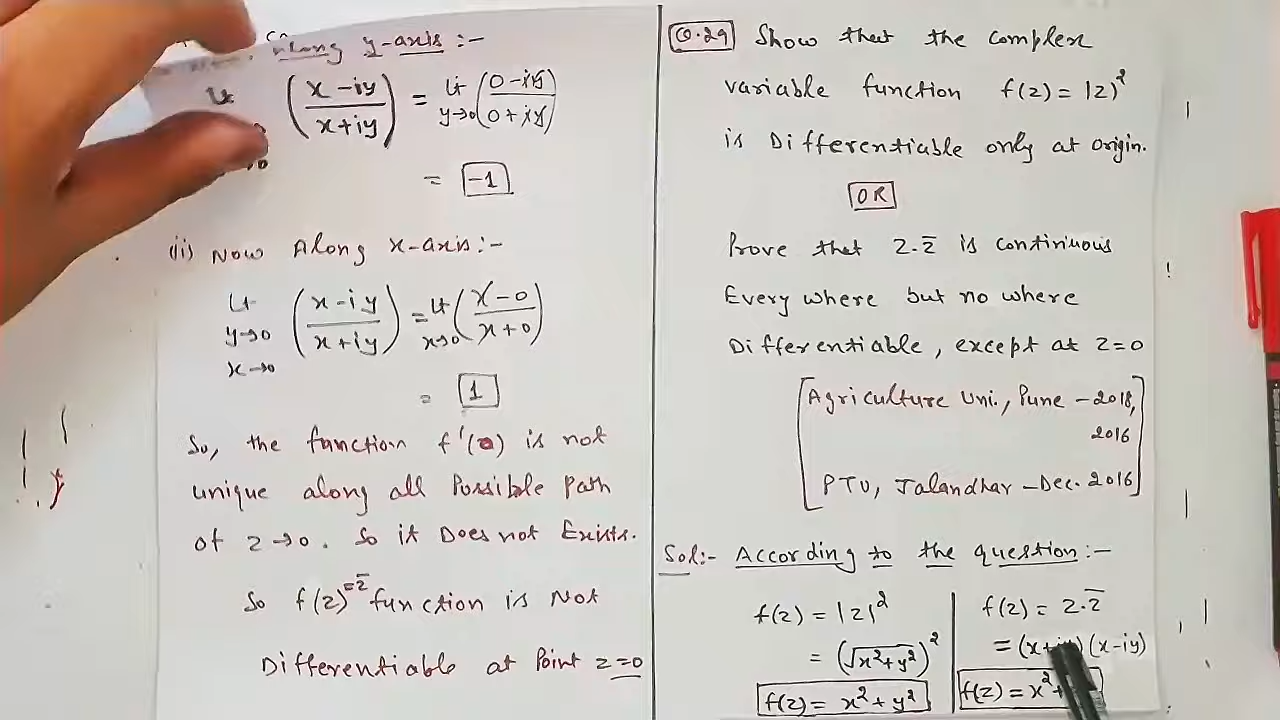 Along y-axis :-
Lt (x-iy / x+iy) = Lt y→0 (0-iy / 0+iy)
= -1
(ii) Now Along x-axis :-
Lt y→0 x→0 (x-iy / x+iy) = Lt x→0 (x-0 / x+0)
= 1
So, the function f'(0) is not
unique along all Possible Path
of z→0. So it Does not Exists.
So f(z)=z̄ function is Not
Differentiable at Point z=0
Q.29 Show that the complex
variable function f(z) = |z|²
is Differentiable only at origin.
OR
Prove that z.z̄ is continuous
Every where but no where
Differentiable, except at z=0
[Agriculture Uni., Pune - 2018,
2016
PTU, Jalandhar - Dec. 2016]
Sol:- According to the question:-
f(z) = |z|²
= (√x²+y²)²
f(z) = x²+y²
f(z) = z.z̄
= (x+iy)(x-iy)
f(z) = x²+